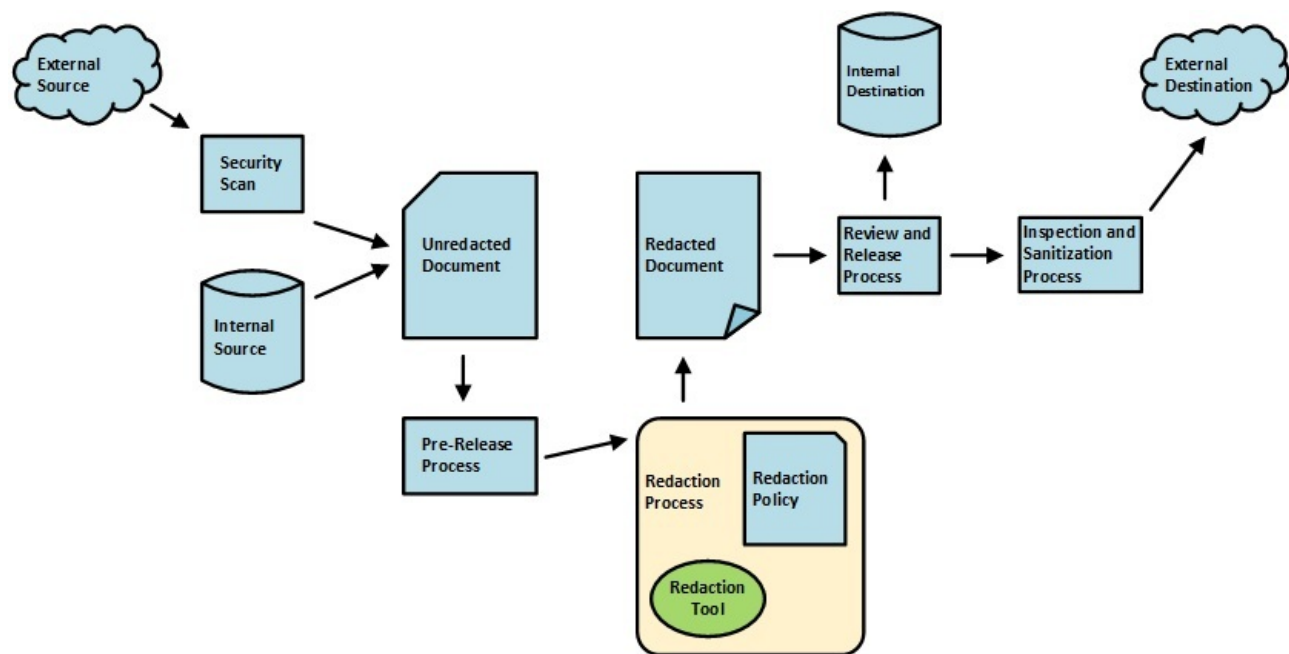 External
Source
Security
Scan
Internal
Source
Unredacted
Document
Pre-Release
Process
Redaction
Process
Redaction
Policy
Redaction
Tool
Redacted
Document
Review and
Release
Process
Internal
Destination
Inspection and
Sanitization
Process
External
Destination